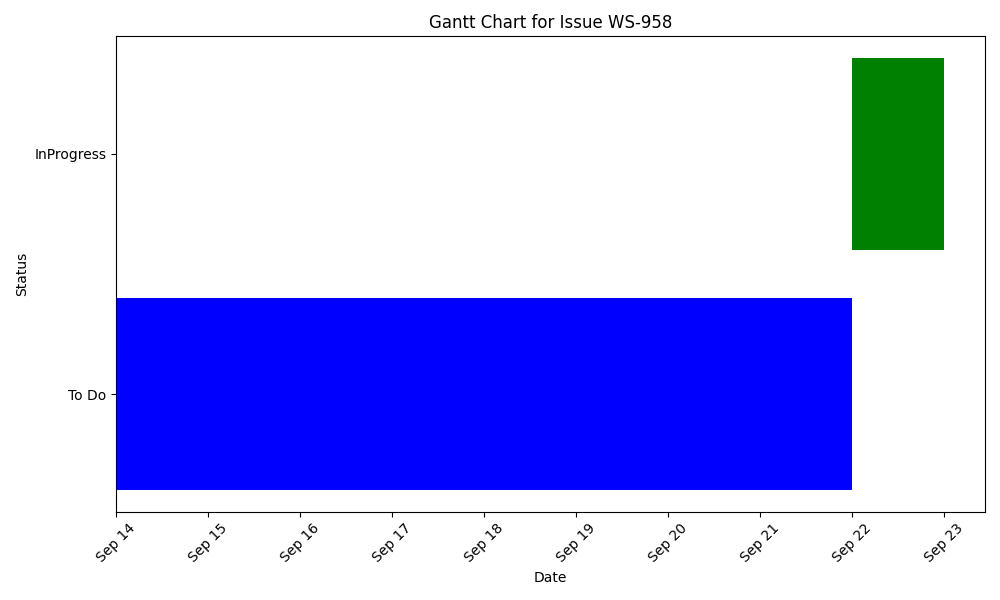 Gantt Chart for Issue WS-958
InProgress
Status
To Do
Sep 14
Sep 15
Sep 16
Sep 17
Sep 18
Sep 19
Sep 20
Sep 21
Sep 22
Sep 23
Date